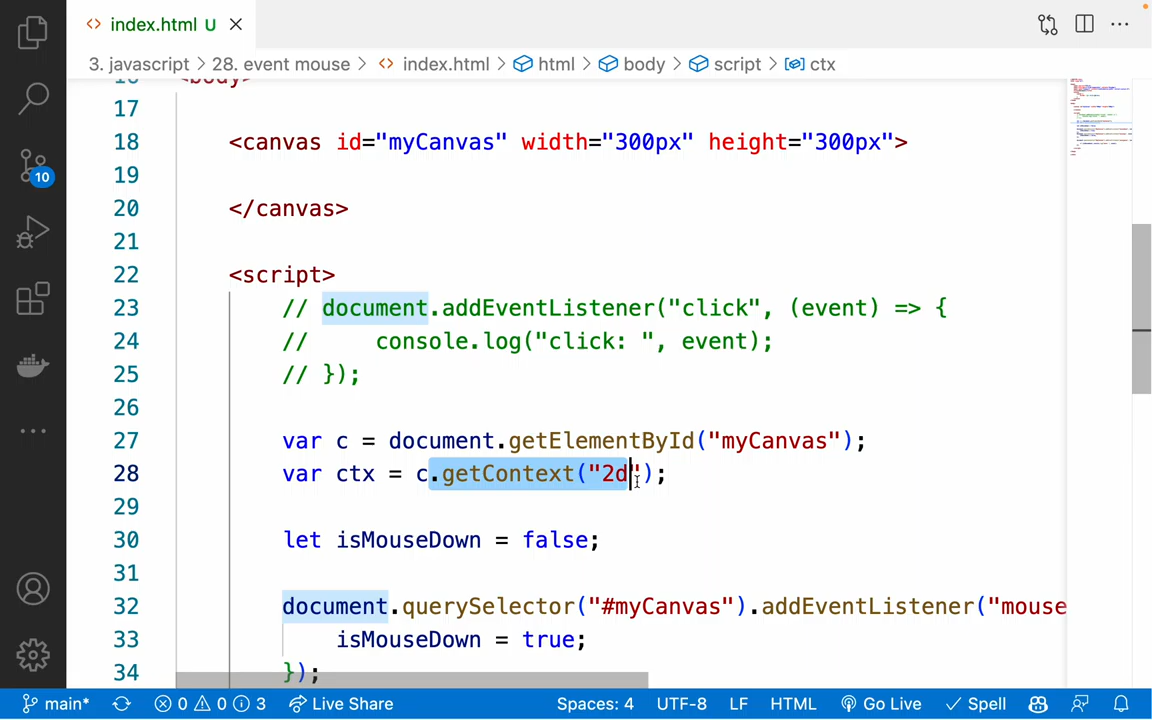 index.html U
3. javascript > 28. event mouse > index.html > html > body > script > ctx
16 <body>
17
18 <canvas id="myCanvas" width="300px" height="300px">
19
20 </canvas>
21
22 <script>
23 // document.addEventListener("click", (event) => {
24 // console.log("click: ", event);
25 // });
26
27 var c = document.getElementById("myCanvas");
28 var ctx = c.getContext("2d");
29
30 let isMouseDown = false;
31
32 document.querySelector("#myCanvas").addEventListener("mouse
33 isMouseDown = true;
34 });
10
main* 0 0 3 Live Share Spaces: 4 UTF-8 LF HTML Go Live Spell